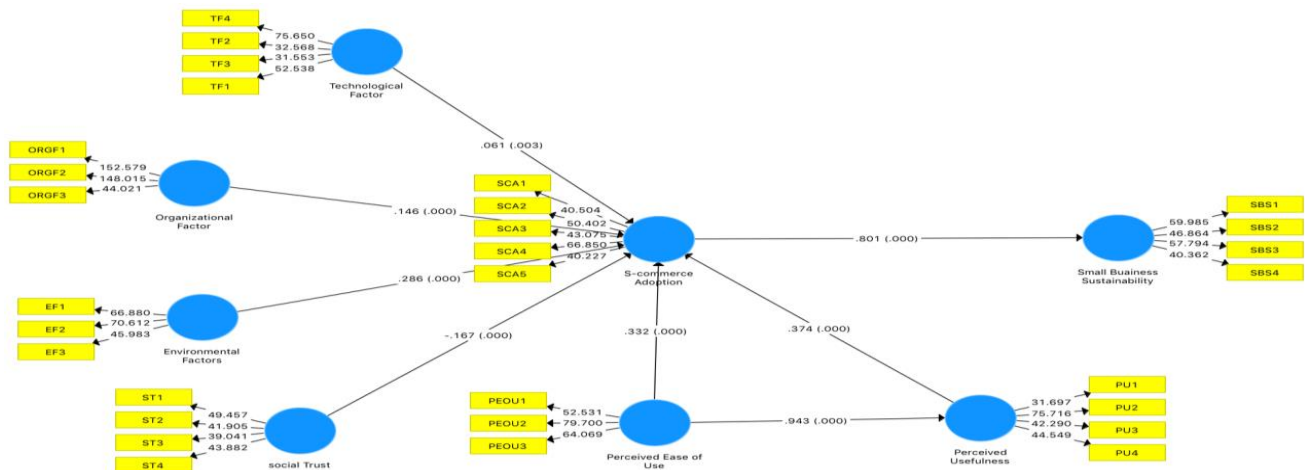 TF4
TF2
TF3
TF1
75.650
32.568
31.553
52.538
Technological
Factor
.061 (.003)
ORGF1
ORGF2
ORGF3
152.579
148.015
44.021
Organizational
Factor
.146 (.000)
SCA1
SCA2
SCA3
SCA4
SCA5
40.504
50.402
43.075
66.850
40.227
S-commerce
Adoption
.801 (.000)
SBS1
SBS2
SBS3
SBS4
59.985
46.864
57.794
40.362
Small Buainess
Sustainability
EF1
EF2
EF3
66.880
70.612
45.983
Environmental
Factors
.286 (.000)
-.167 (.000)
.332 (.000)
.374 (.000)
ST1
ST2
ST3
ST4
49.457
41.905
39.041
43.882
social Trust
PEOU1
PEOU2
PEOU3
52.531
79.700
64.069
Perceived Ease of
Use
.943 (.000)
Perceived
Usefulness
PU1
PU2
PU3
PU4
31.697
75.716
42.290
44.549